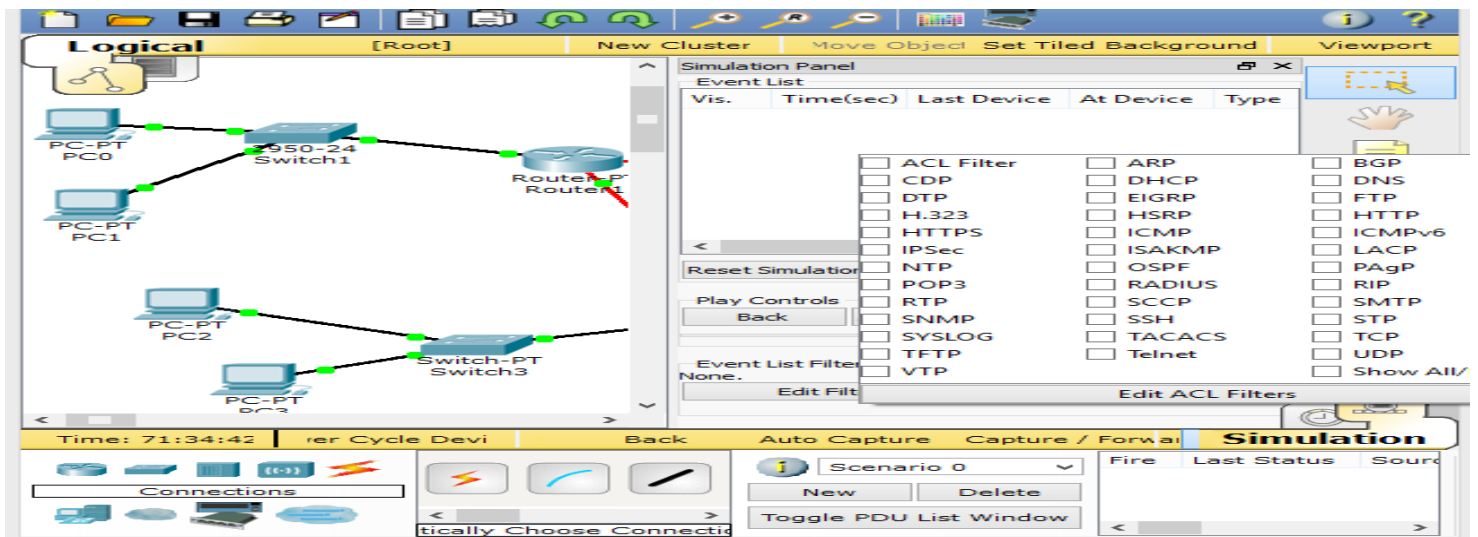 Logical [Root] New Cluster Move Object Set Tiled Background Viewport
Simulation Panel
Event List
Vis. Time(sec) Last Device At Device Type
PC-PT
PC0
2950-24
Switch1
Router-PT
Router1
PC-PT
PC1
PC-PT
PC2
Switch-PT
Switch3
PC-PT
PC3
ACL Filter ARP BGP
CDP DHCP DNS
DTP EIGRP FTP
H.323 HSRP HTTP
HTTPS ICMP ICMPv6
IPSec ISAKMP LACP
NTP OSPF PAgP
POP3 RADIUS RIP
RTP SCCP SMTP
SNMP SSH STP
SYSLOG TACACS TCP
TFTP Telnet UDP
VTP Show All/
Edit ACL Filters
Reset Simulation
Play Controls
Back
Event List Filte
None.
Edit Filt
Time: 71:34:42 er Cycle Devi Back Auto Capture Capture / Forwar Simulation
Connections
tically Choose Connectic
Scenario 0
New Delete
Toggle PDU List Window
Fire Last Status Sourc